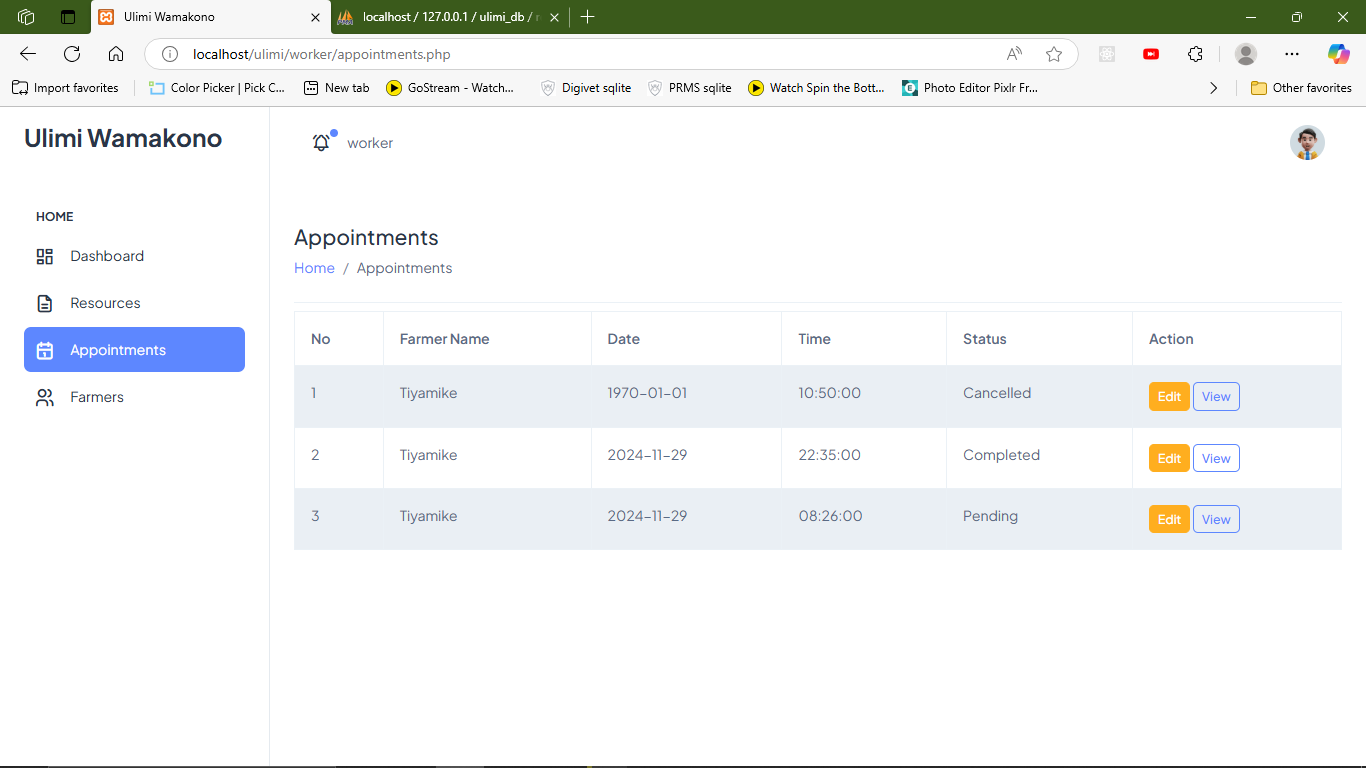 Ulimi Wamakono
localhost / 127.0.0.1 / ulimi_db /
localhost/ulimi/worker/appointments.php
Import favorites
Color Picker | Pick C...
New tab
GoStream - Watch...
Digivet sqlite
PRMS sqlite
Watch Spin the Bott...
Photo Editor Pixlr Fr...
Other favorites
Ulimi Wamakono
worker
HOME
Dashboard
Resources
Appointments
Farmers
Appointments
Home / Appointments
No Farmer Name Date Time Status Action
1 Tiyamike 1970-01-01 10:50:00 Cancelled Edit View
2 Tiyamike 2024-11-29 22:35:00 Completed Edit View
3 Tiyamike 2024-11-29 08:26:00 Pending Edit View